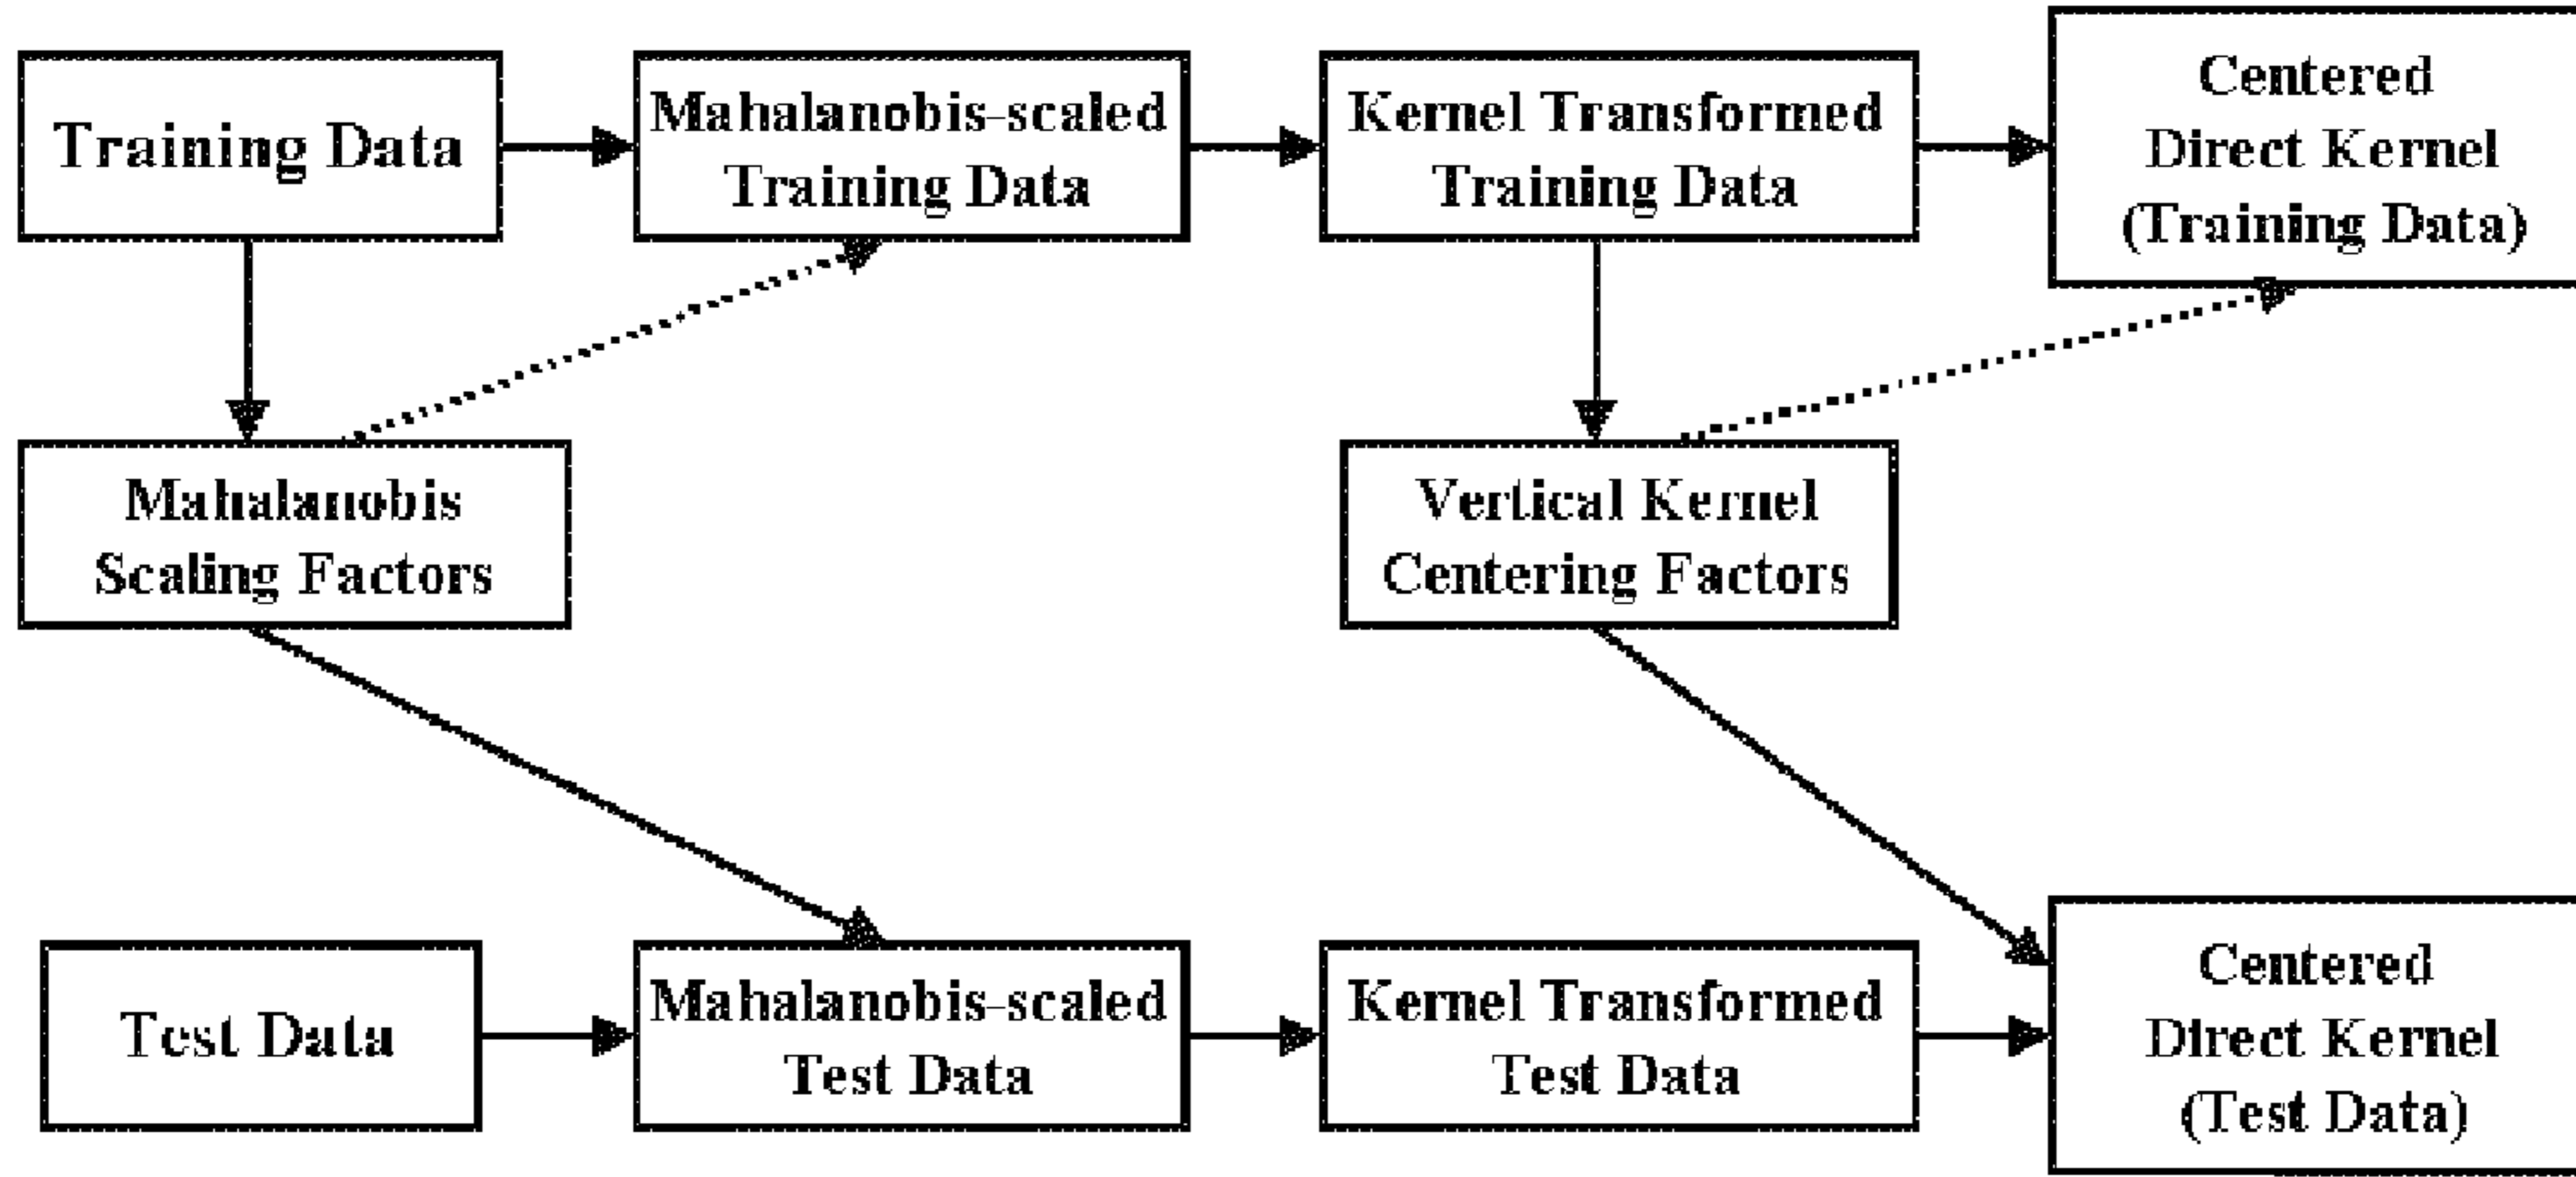 Training Data
Mahalanobis-scaled
Training Data
Kernel Transformed
Training Data
Centered
Direct Kernel
(Training Data)
Mahalanobis
Scaling Factors
Vertical Kernel
Centering Factors
Test Data
Mahalanobis-scaled
Test Data
Kernel Transformed
Test Data
Centered
Direct Kernel
(Test Data)